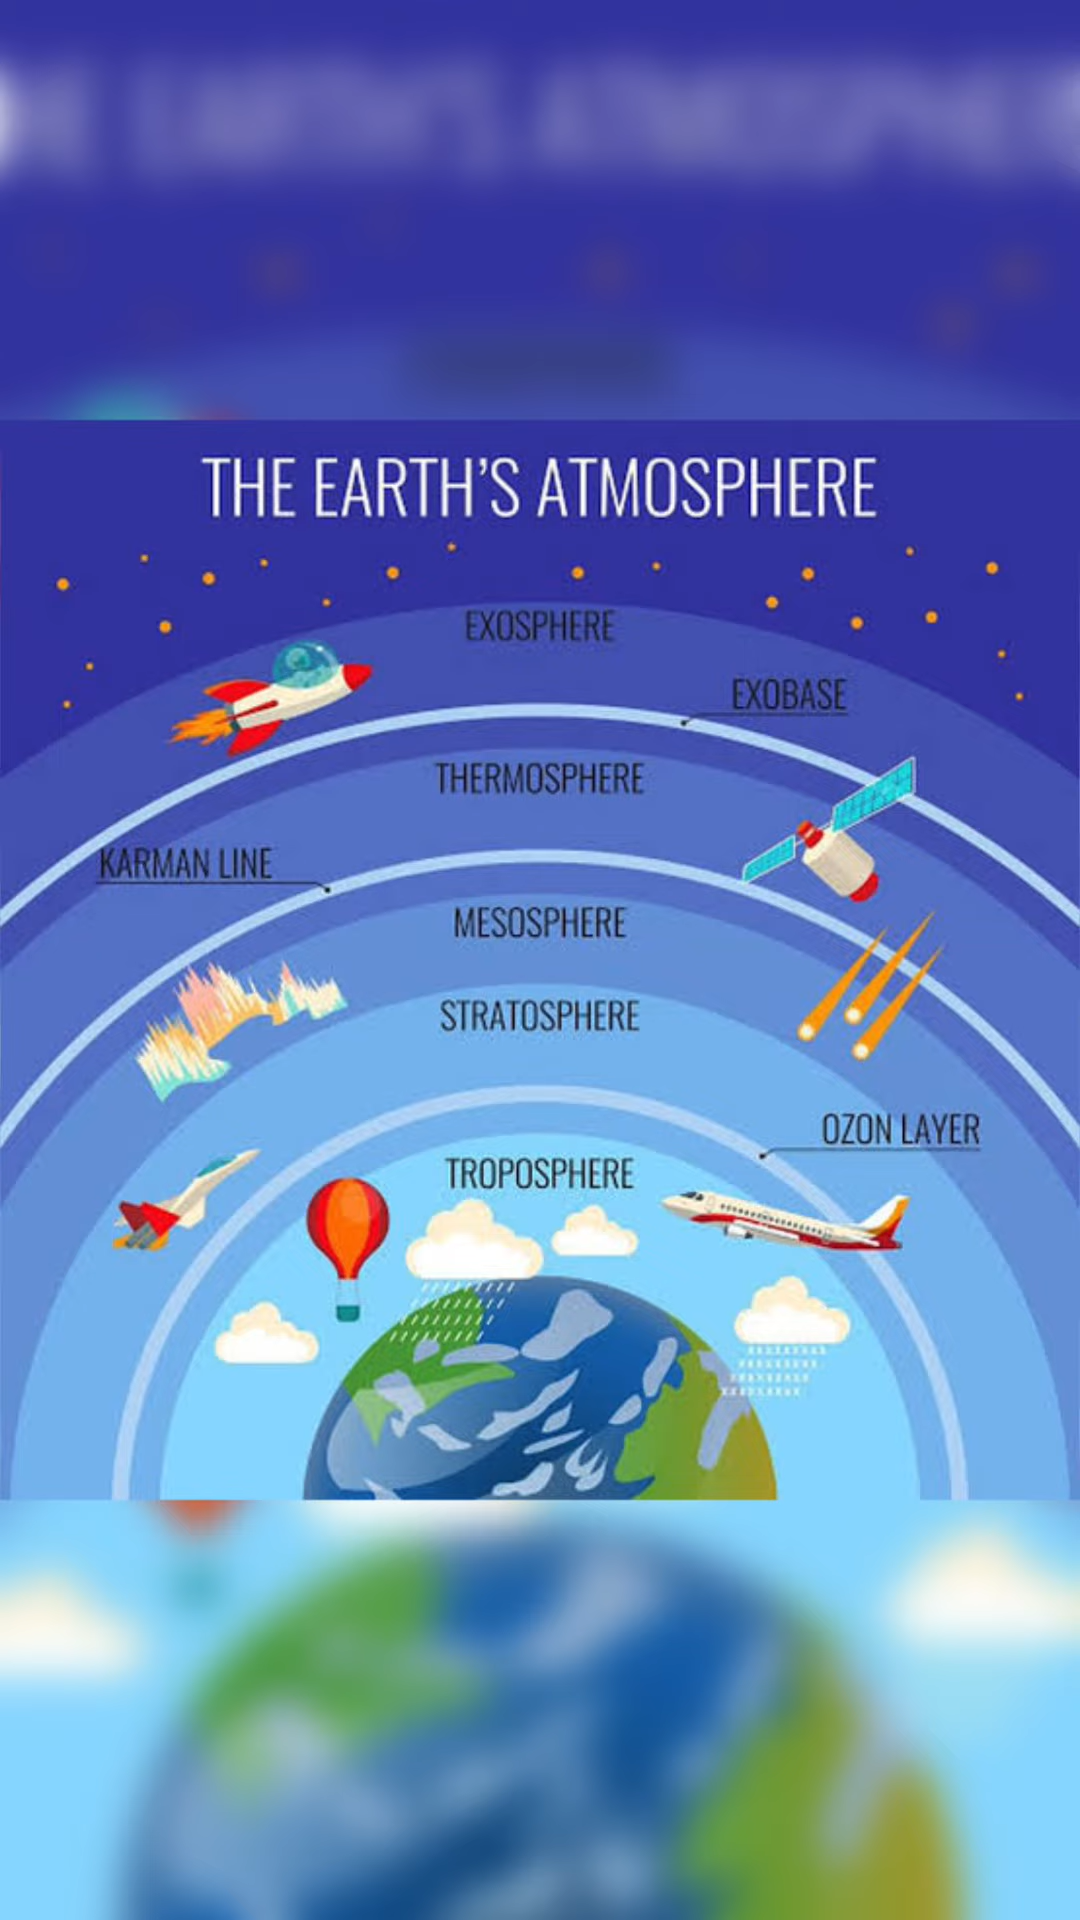 THE EARTH'S ATMOSPHERE
EXOSPHERE
EXOBASE
THERMOSPHERE
KARMAN LINE
MESOSPHERE
STRATOSPHERE
OZON LAYER
TROPOSPHERE